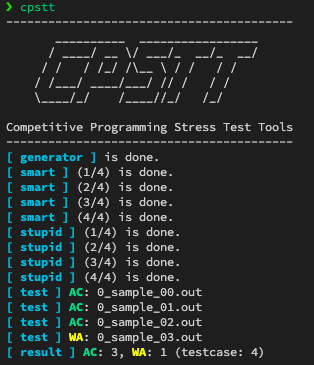 ❯ cpstt
-----------------------------------------
CPSTT
Competitive Programming Stress Test Tools
-----------------------------------------
[ generator ] is done.
[ smart ] (1/4) is done.
[ smart ] (2/4) is done.
[ smart ] (3/4) is done.
[ smart ] (4/4) is done.
[ stupid ] (1/4) is done.
[ stupid ] (2/4) is done.
[ stupid ] (3/4) is done.
[ stupid ] (4/4) is done.
[ test ] AC: 0_sample_00.out
[ test ] AC: 0_sample_01.out
[ test ] AC: 0_sample_02.out
[ test ] WA: 0_sample_03.out
[ result ] AC: 3, WA: 1 (testcase: 4)